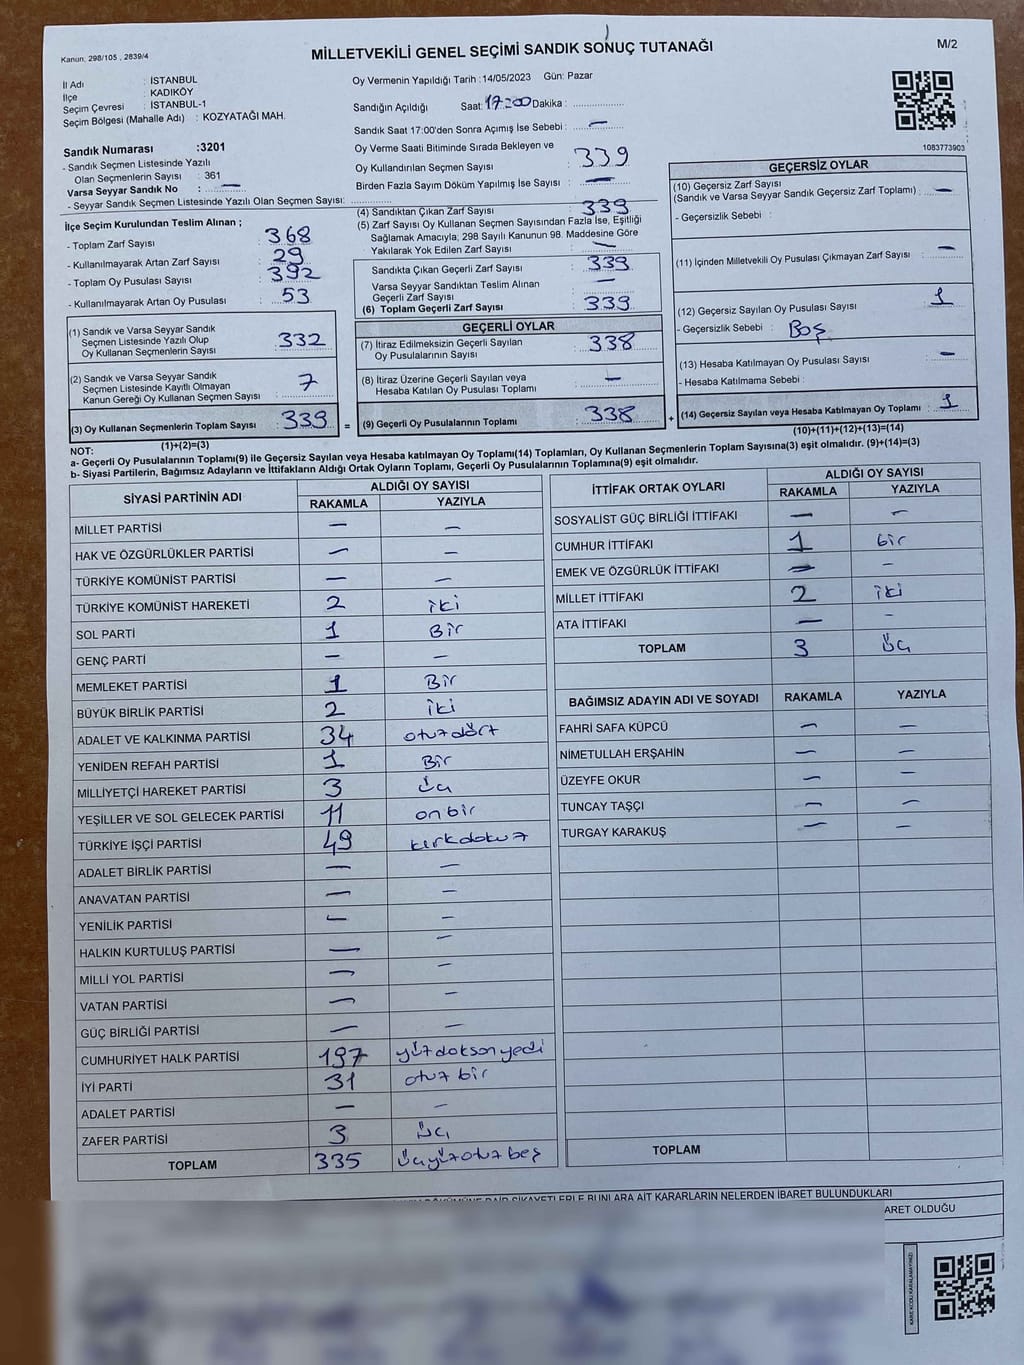 Kanun: 298/105 , 2839/4
MİLLETVEKİLİ GENEL SEÇİMİ SANDIK SONUÇ TUTANAĞI
M/2
İl Adı : İSTANBUL
İlçe : KADIKÖY
Seçim Çevresi : İSTANBUL-1
Seçim Bölgesi (Mahalle Adı) : KOZYATAĞI MAH.
Oy Vermenin Yapıldığı Tarih :14/05/2023 Gün: Pazar
Sandığın Açıldığı Saat: 17:00 Dakika :
Sandık Saat 17:00'den Sonra Açımış İse Sebebi : —
Sandık Numarası :3201
- Sandık Seçmen Listesinde Yazılı
Olan Seçmenlerin Sayısı : 361
Varsa Seyyar Sandık No : —
- Seyyar Sandık Seçmen Listesinde Yazılı Olan Seçmen Sayısı:
Oy Verme Saati Bitiminde Sırada Bekleyen ve
Oy Kullandırılan Seçmen Sayısı : 339
Birden Fazla Sayım Döküm Yapılmış İse Sayısı : —
1083773903
İlçe Seçim Kurulundan Teslim Alınan ;
- Toplam Zarf Sayısı : 368
- Kullanılmayarak Artan Zarf Sayısı : 29
- Toplam Oy Pusulası Sayısı : 392
- Kullanılmayarak Artan Oy Pusulası : 53
(4) Sandıktan Çıkan Zarf Sayısı : 339
(5) Zarf Sayısı Oy Kullanan Seçmen Sayısından Fazla İse, Eşitliği
Sağlamak Amacıyla; 298 Sayılı Kanunun 98. Maddesine Göre
Yakılarak Yok Edilen Zarf Sayısı : —
Sandıkta Çıkan Geçerli Zarf Sayısı : 339
Varsa Seyyar Sandıktan Teslim Alınan
Geçerli Zarf Sayısı : —
(6) Toplam Geçerli Zarf Sayısı : 339
GEÇERSİZ OYLAR
(10) Geçersiz Zarf Sayısı
(Sandık ve Varsa Seyyar Sandık Geçersiz Zarf Toplamı) : —
- Geçersizlik Sebebi :
(11) İçinden Milletvekili Oy Pusulası Çıkmayan Zarf Sayısı : —
(12) Geçersiz Sayılan Oy Pusulası Sayısı : 1
- Geçersizlik Sebebi : Boş
(13) Hesaba Katılmayan Oy Pusulası Sayısı : —
- Hesaba Katılmama Sebebi :
(14) Geçersiz Sayılan veya Hesaba Katılmayan Oy Toplamı : 1
(10)+(11)+(12)+(13)=(14)
(1) Sandık ve Varsa Seyyar Sandık
Seçmen Listesinde Yazılı Olup
Oy Kullanan Seçmenlerin Sayısı : 332
(2) Sandık ve Varsa Seyyar Sandık
Seçmen Listesinde Kayıtlı Olmayan
Kanun Gereği Oy Kullanan Seçmen Sayısı : 7
(3) Oy Kullanan Seçmenlerin Toplam Sayısı : 339 =
(1)+(2)=(3)
GEÇERLİ OYLAR
(7) İtiraz Edilmeksizin Geçerli Sayılan
Oy Pusulalarının Sayısı : 338
(8) İtiraz Üzerine Geçerli Sayılan veya
Hesaba Katılan Oy Pusulası Toplamı : —
(9) Geçerli Oy Pusulalarının Toplamı : 338 +
NOT:
a- Geçerli Oy Pusulalarının Toplamı(9) ile Geçersiz Sayılan veya Hesaba katılmayan Oy Toplamı(14) Toplamları, Oy Kullanan Seçmenlerin Toplam Sayısına(3) eşit olmalıdır. (9)+(14)=(3)
b- Siyasi Partilerin, Bağımsız Adayların ve İttifakların Aldığı Ortak Oyların Toplamı, Geçerli Oy Pusulalarının Toplamına(9) eşit olmalıdır.
SİYASİ PARTİNİN ADI ALDIĞI OY SAYISI
RAKAMLA YAZIYLA
MİLLET PARTİSİ — —
HAK VE ÖZGÜRLÜKLER PARTİSİ — —
TÜRKİYE KOMÜNİST PARTİSİ — —
TÜRKİYE KOMÜNİST HAREKETİ 2 iki
SOL PARTİ 1 Bir
GENÇ PARTİ — —
MEMLEKET PARTİSİ 1 Bir
BÜYÜK BİRLİK PARTİSİ 2 iki
ADALET VE KALKINMA PARTİSİ 34 otuzdört
YENİDEN REFAH PARTİSİ 1 Bir
MİLLİYETÇİ HAREKET PARTİSİ 3 üç
YEŞİLLER VE SOL GELECEK PARTİSİ 11 onbir
TÜRKİYE İŞÇİ PARTİSİ 49 kırkdokuz
ADALET BİRLİK PARTİSİ — —
ANAVATAN PARTİSİ — —
YENİLİK PARTİSİ — —
HALKIN KURTULUŞ PARTİSİ — —
MİLLİ YOL PARTİSİ — —
VATAN PARTİSİ — —
GÜÇ BİRLİĞİ PARTİSİ — —
CUMHURİYET HALK PARTİSİ 197 yüzdoksanyedi
İYİ PARTİ 31 otuz bir
ADALET PARTİSİ — —
ZAFER PARTİSİ 3 üç
TOPLAM 335 üçyüzotuz beş
İTTİFAK ORTAK OYLARI ALDIĞI OY SAYISI
RAKAMLA YAZIYLA
SOSYALİST GÜÇ BİRLİĞİ İTTİFAKI — —
CUMHUR İTTİFAKI 1 bir
EMEK VE ÖZGÜRLÜK İTTİFAKI — —
MİLLET İTTİFAKI 2 iki
ATA İTTİFAKI — —
TOPLAM 3 üç
BAĞIMSIZ ADAYIN ADI VE SOYADI RAKAMLA YAZIYLA
FAHRİ SAFA KÜPCÜ — —
NİMETULLAH ERŞAHİN — —
ÜZEYFE OKUR — —
TUNCAY TAŞÇI — —
TURGAY KARAKUŞ — —
TOPLAM
DÖKÜMÜNE DAİR ŞİKAYETLERLE BUNLARA AİT KARARLARIN NELERDEN İBARET BULUNDUKLARI
ARET OLDUĞU
KARE KODU KARALAMAYINIZ!